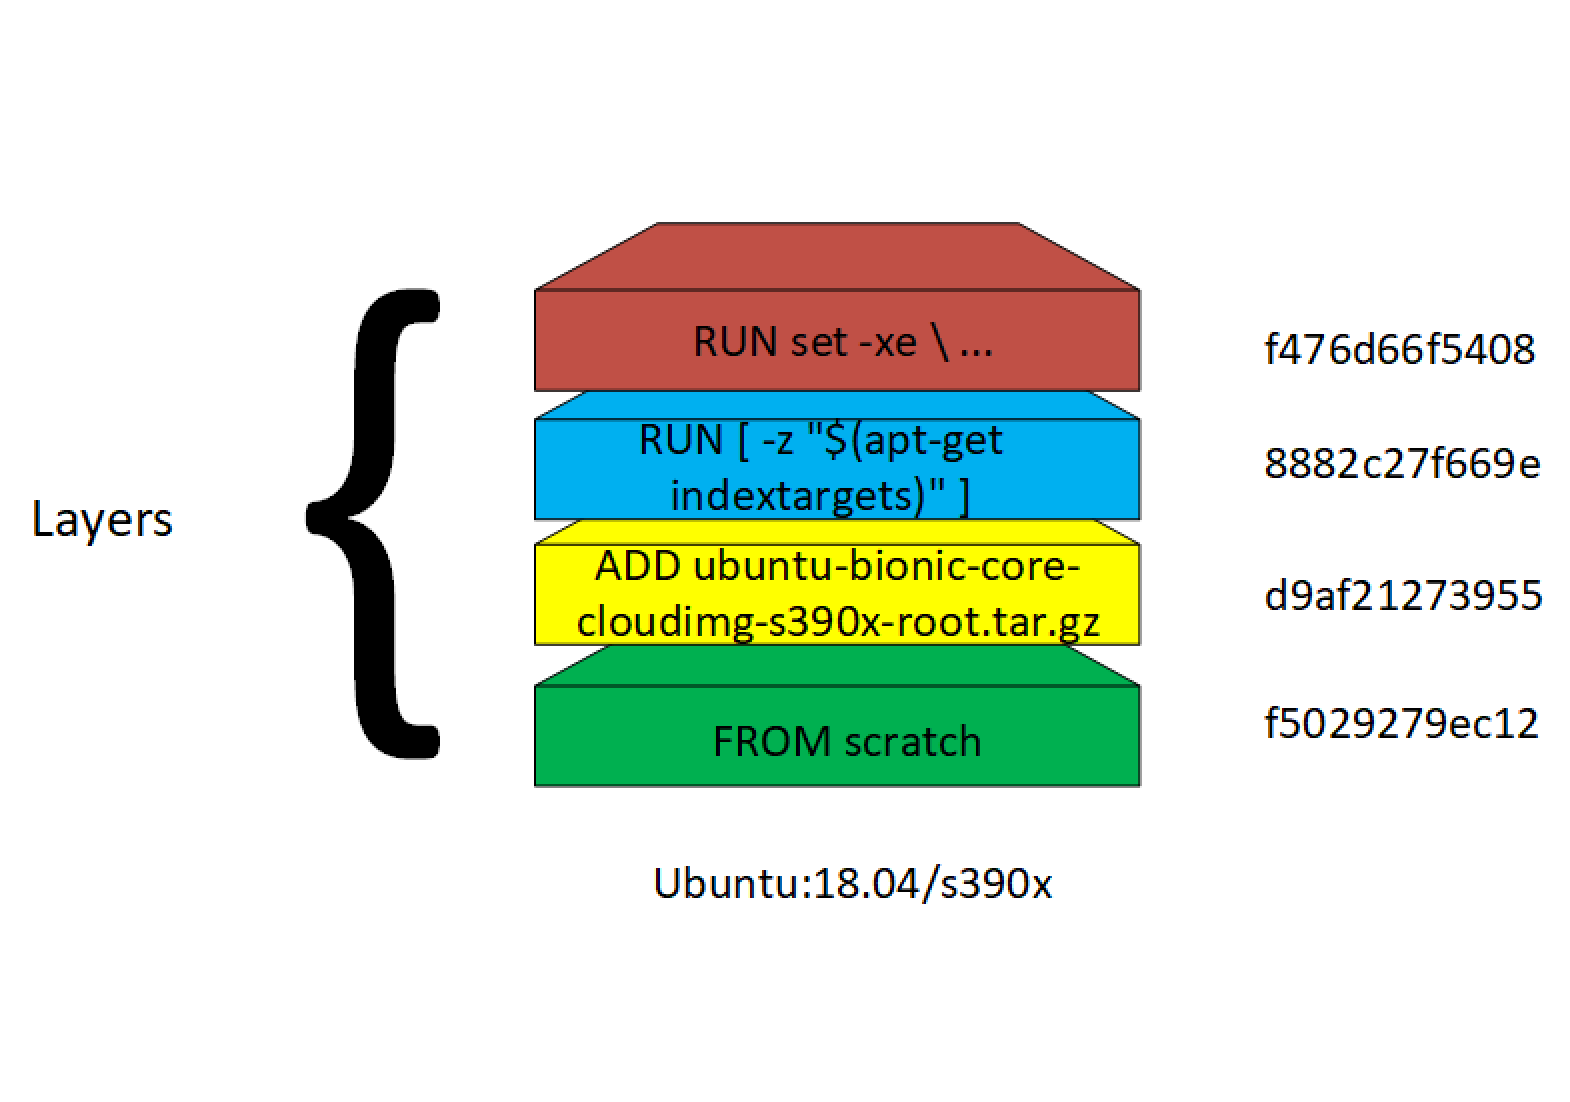 RUN set -xe \ ...
f476d66f5408
RUN [ -z "$(apt-get
indextargets)" ]
8882c27f669e
Layers
ADD ubuntu-bionic-core-
cloudimg-s390x-root.tar.gz
d9af21273955
FROM scratch
f5029279ec12
Ubuntu:18.04/s390x